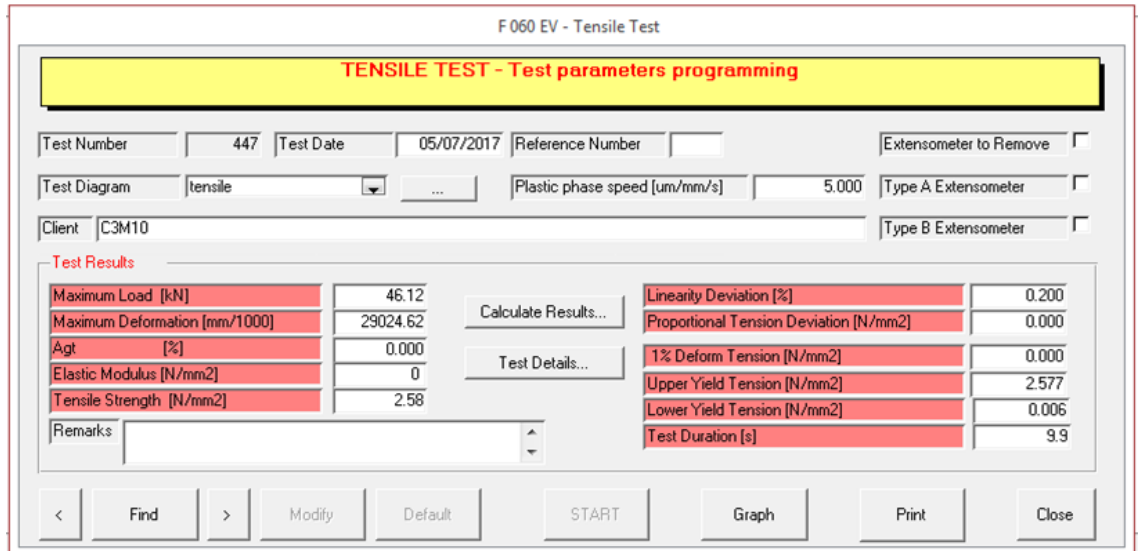 F 060 EV - Tensile Test
TENSILE TEST - Test parameters programming
Test Number 447 Test Date 05/07/2017 Reference Number Extensometer to Remove
Test Diagram tensile ... Plastic phase speed [um/mm/s] 5.000 Type A Extensometer
Client C3M10 Type B Extensometer
Test Results
Maximum Load [kN] 46.12 Linearity Deviation [%] 0.200
Calculate Results...
Maximum Deformation [mm/1000] 29024.62 Proportional Tension Deviation [N/mm2] 0.000
Agt [%] 0.000 1% Deform Tension [N/mm2] 0.000
Test Details...
Elastic Modulus [N/mm2] 0 Upper Yield Tension [N/mm2] 2.577
Tensile Strength [N/mm2] 2.58 Lower Yield Tension [N/mm2] 0.006
Remarks Test Duration [s] 9.9
< Find > Modify Default START Graph Print Close